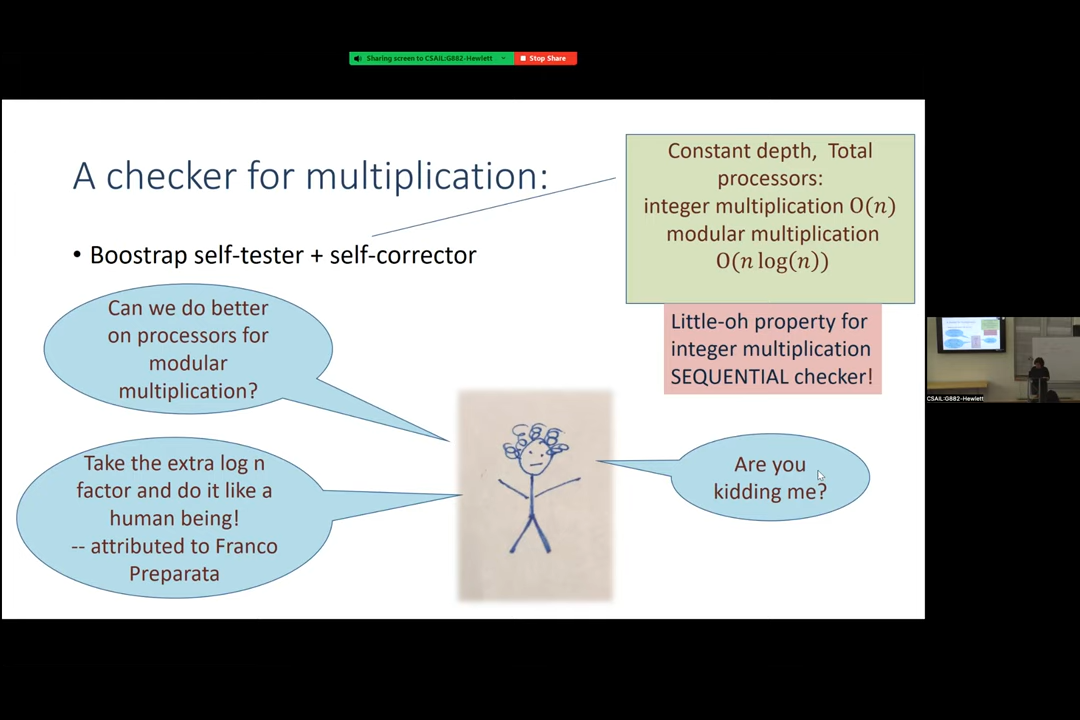 Sharing screen to CSAIL:G882-Hewlett
Stop Share
A checker for multiplication:
• Boostrap self-tester + self-corrector
Constant depth, Total
processors:
integer multiplication O(n)
modular multiplication
O(n log(n))
Little-oh property for
integer multiplication
SEQUENTIAL checker!
Can we do better
on processors for
modular
multiplication?
Take the extra log n
factor and do it like a
human being!
-- attributed to Franco
Preparata
Are you
kidding me?
CSAIL:G882-Hewlett